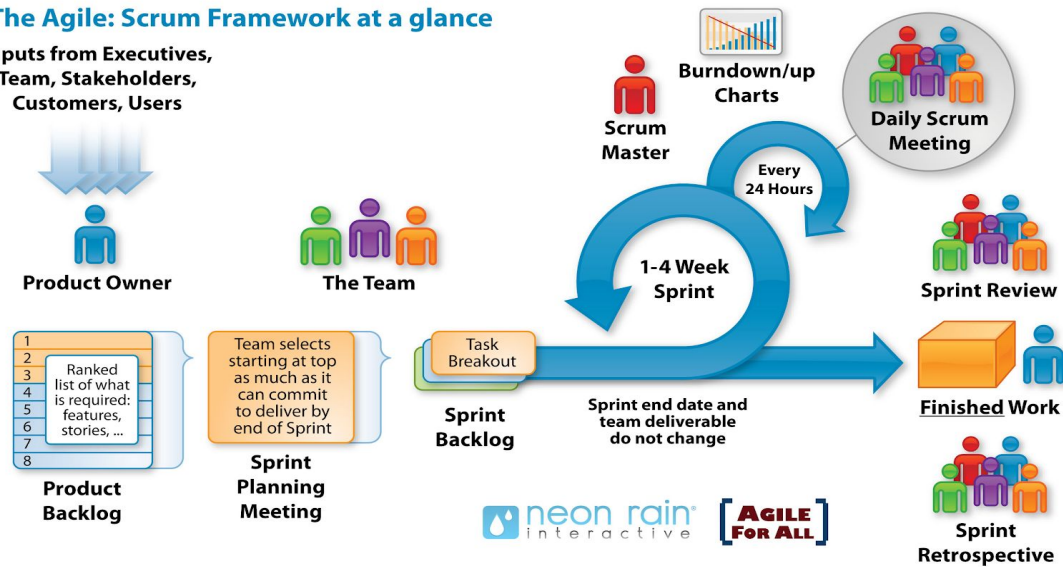 The Agile: Scrum Framework at a glance
puts from Executives,
Team, Stakeholders,
Customers, Users
Product Owner
The Team
Scrum
Master
Burndown/up
Charts
Daily Scrum
Meeting
Every
24 Hours
1-4 Week
Sprint
Sprint Review
1
2
3
4
5
6
7
8
Ranked
list of what
is required:
features,
stories, ...
Product
Backlog
Team selects
starting at top
as much as it
can commit
to deliver by
end of Sprint
Sprint
Planning
Meeting
Task
Breakout
Sprint
Backlog
Sprint end date and
team deliverable
do not change
Finished Work
Sprint
Retrospective
neon rain
interactive
AGILE
FOR ALL